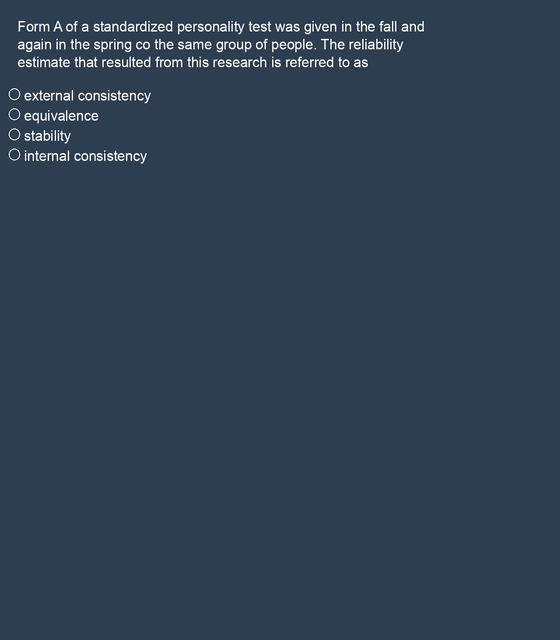 Form A of a standardized personality test was given in the fall and
again in the spring co the same group of people. The reliability
estimate that resulted from this research is referred to as
external consistency
equivalence
stability
internal consistency